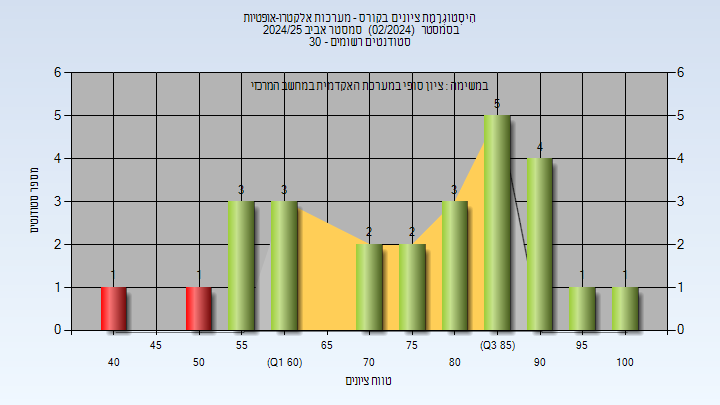 היסטוגרמת ציונים בקורס - מערכות אלקטרו-אופטיות
בסמסטר (02/2024) סמסטר אביב 2024/25
סטודנטים רשומים - 30
במשימה : ציון סופי במערכת האקדמית במחשב המרכזי
מספר סטודנטים
6 6
5 5
4 4
3 3
2 2
1 1
0 0
1 1 3 3 2 2 3 5 4 1 1
45 55 65 75 (Q3 85) 95
40 50 (Q1 60) 70 80 90 100
טווח ציונים